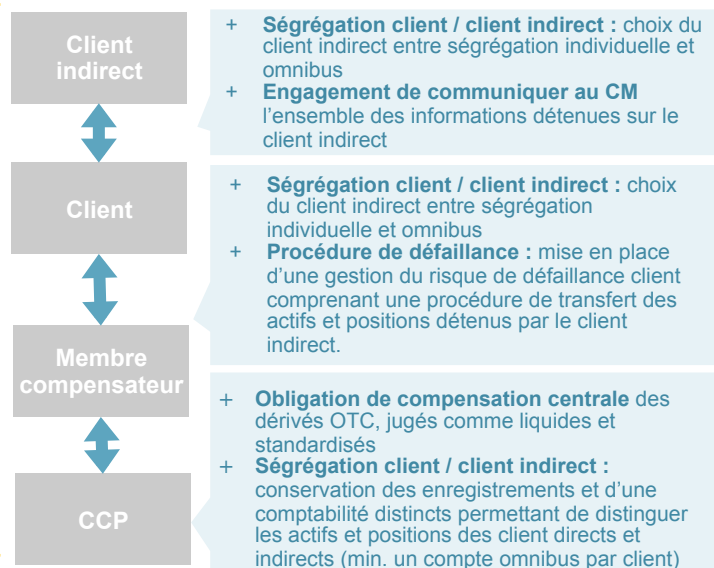 Client
indirect
+ Ségrégation client / client indirect : choix du
client indirect entre ségrégation individuelle et
omnibus
+ Engagement de communiquer au CM
l’ensemble des informations détenues sur le
client indirect
Client
+ Ségrégation client / client indirect : choix
du client indirect entre ségrégation
individuelle et omnibus
+ Procédure de défaillance : mise en place
d’une gestion du risque de défaillance client
comprenant une procédure de transfert des
actifs et positions détenus par le client
indirect.
Membre
compensateur
+ Obligation de compensation centrale des
dérivés OTC, jugés comme liquides et
standardisés
+ Ségrégation client / client indirect :
conservation des enregistrements et d’une
comptabilité distincts permettant de distinguer
les actifs et positions des client directs et
indirects (min. un compte omnibus par client)
CCP